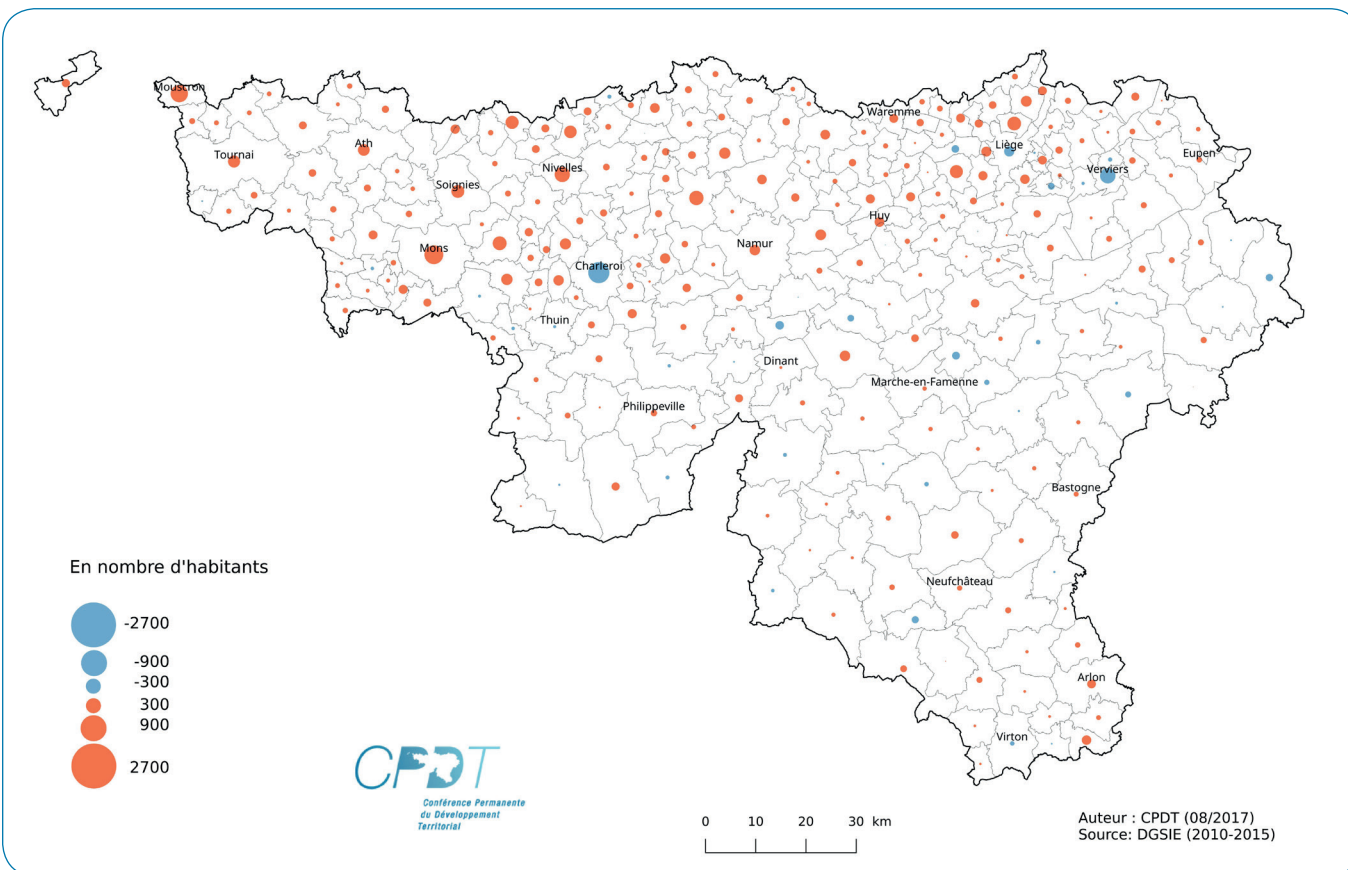 Mouscron
Tournai
Ath
Soignies
Nivelles
Mons
Charleroi
Thuin
Waremme
Liège
Verviers
Eupen
Huy
Namur
Dinant
Marche-en-Famenne
Philippeville
Bastogne
Neufchâteau
Arlon
Virton
En nombre d'habitants
-2700
-900
-300
300
900
2700
CPDT
Conférence Permanente
du Développement
Territorial
0 10 20 30 km
Auteur : CPDT (08/2017)
Source: DGSIE (2010-2015)